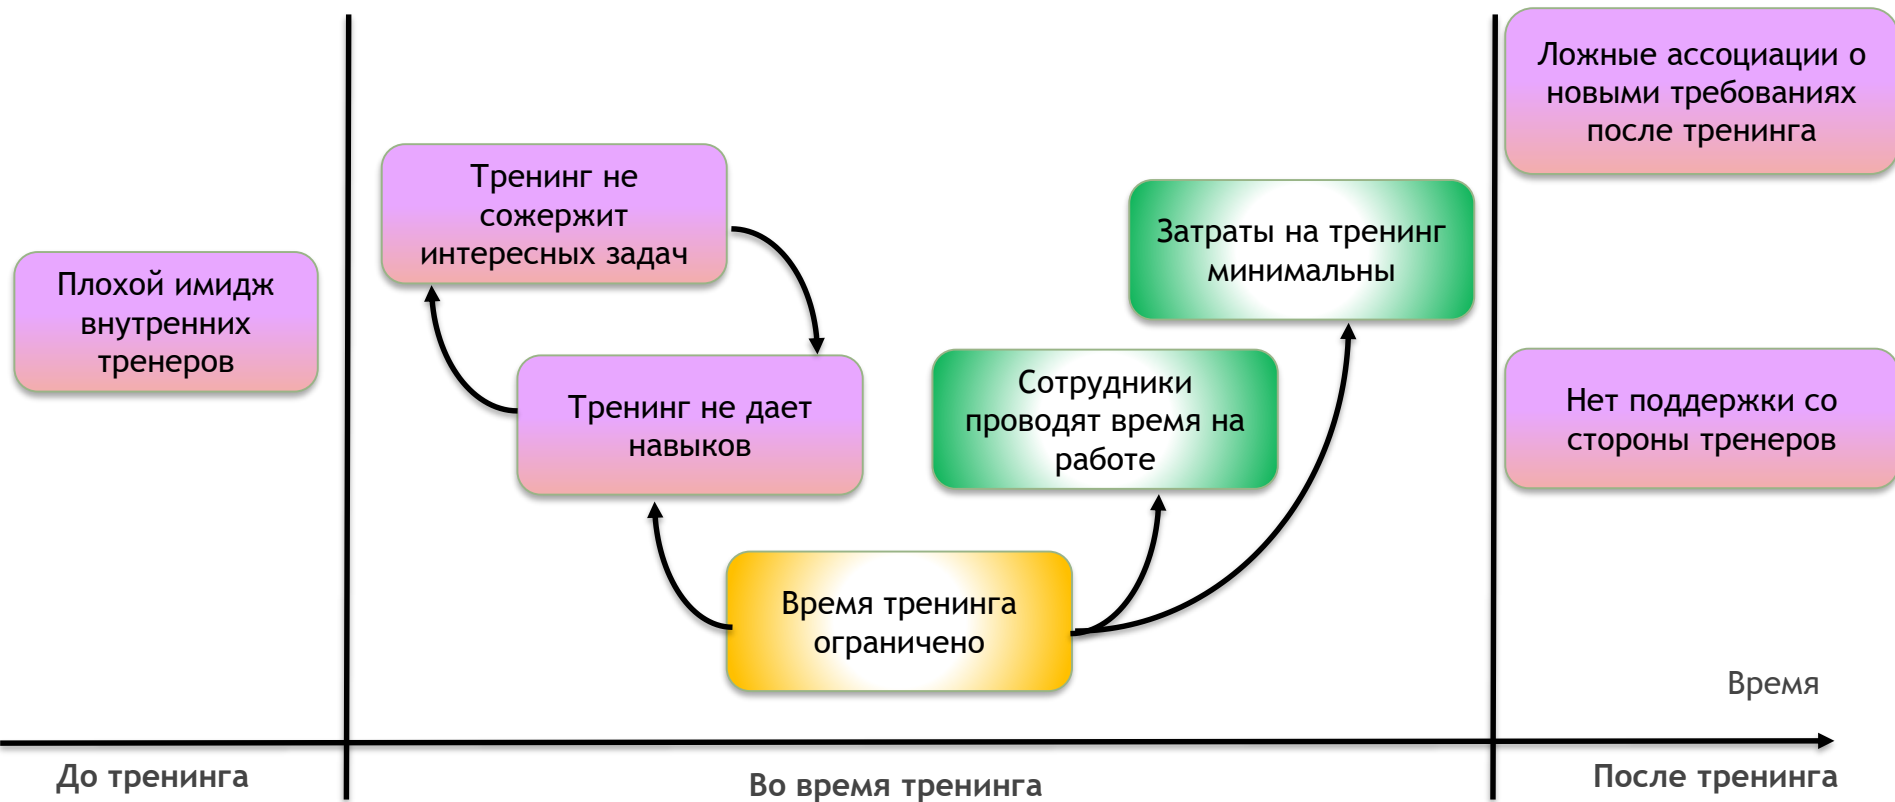 Плохой имидж
внутренних
тренеров
Тренинг не
сожержит
интересных задач
Тренинг не дает
навыков
Время тренинга
ограничено
Сотрудники
проводят время на
работе
Затраты на тренинг
минимальны
Ложные ассоциации о
новыми требованиях
после тренинга
Нет поддержки со
стороны тренеров
Время
До тренинга
Во время тренинга
После тренинга